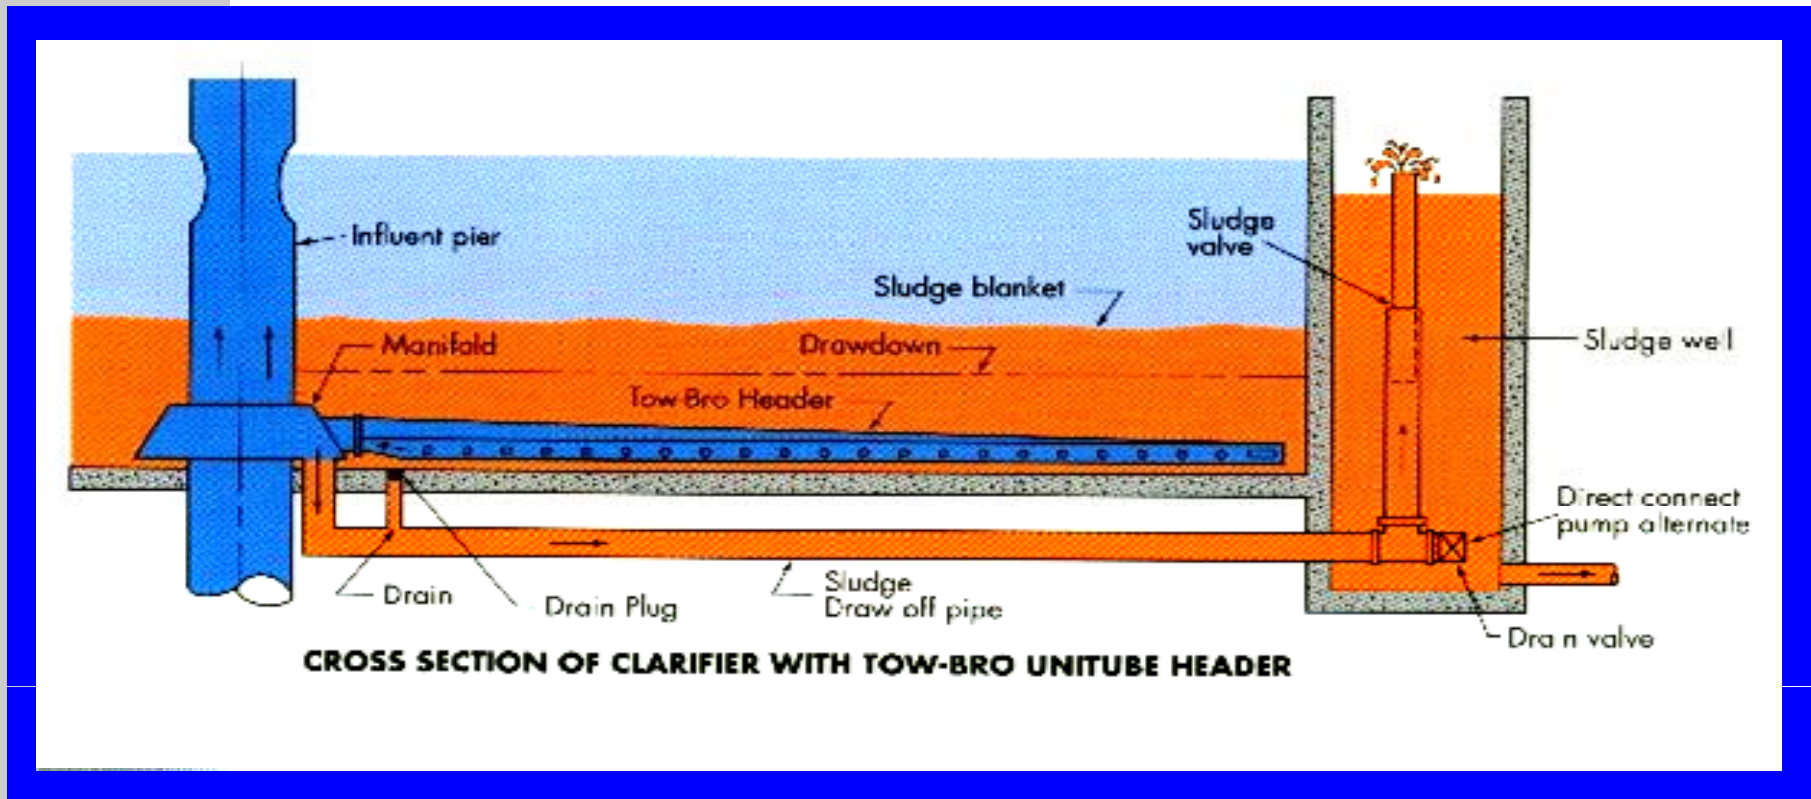 Influent pier
Sludge
valve
Sludge blanket
Manifold
Drawdown
Sludge well
Tow-Bro Header
Direct connect
pump alternate
Drain
Drain Plug
Sludge
Draw off pipe
Drain valve
CROSS SECTION OF CLARIFIER WITH TOW-BRO UNITUBE HEADER